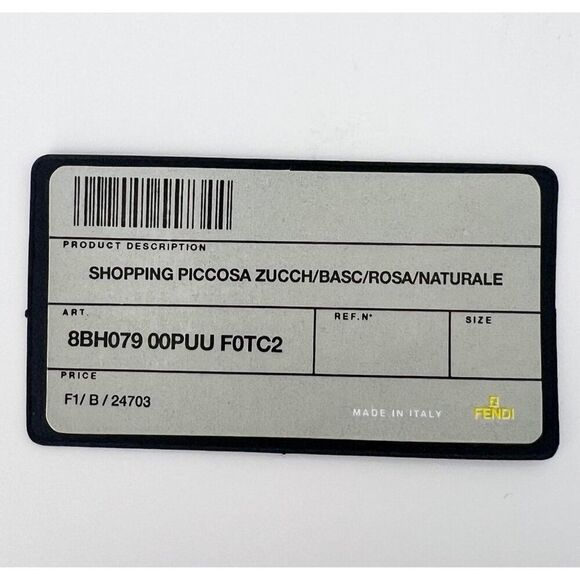 PRODUCT DESCRIPTION
SHOPPING PICCOSA ZUCCH/BASC/ROSA/NATURALE
ART.
8BH079 00PUU F0TC2
REF.N°
SIZE
PRICE
F1/ B / 24703
MADE IN ITALY
FENDI